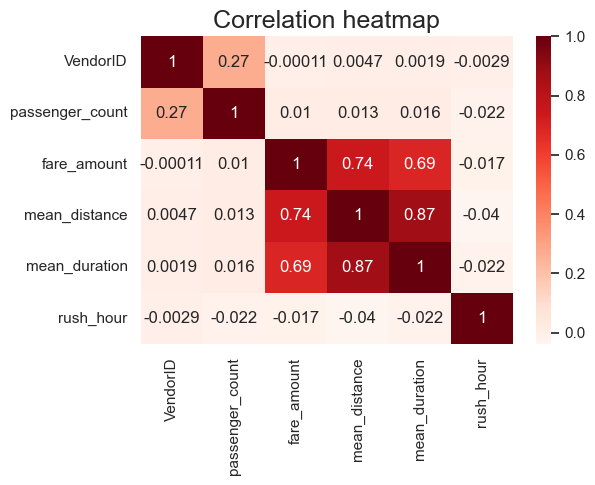 Correlation heatmap
VendorID 1 0.27 -0.00011 0.0047 0.0019 -0.0029
passenger_count 0.27 1 0.01 0.013 0.016 -0.022
fare_amount -0.00011 0.01 1 0.74 0.69 -0.017
mean_distance 0.0047 0.013 0.74 1 0.87 -0.04
mean_duration 0.0019 0.016 0.69 0.87 1 -0.022
rush_hour -0.0029 -0.022 -0.017 -0.04 -0.022 1
VendorID
passenger_count
fare_amount
mean_distance
mean_duration
rush_hour
1.0
0.8
0.6
0.4
0.2
0.0